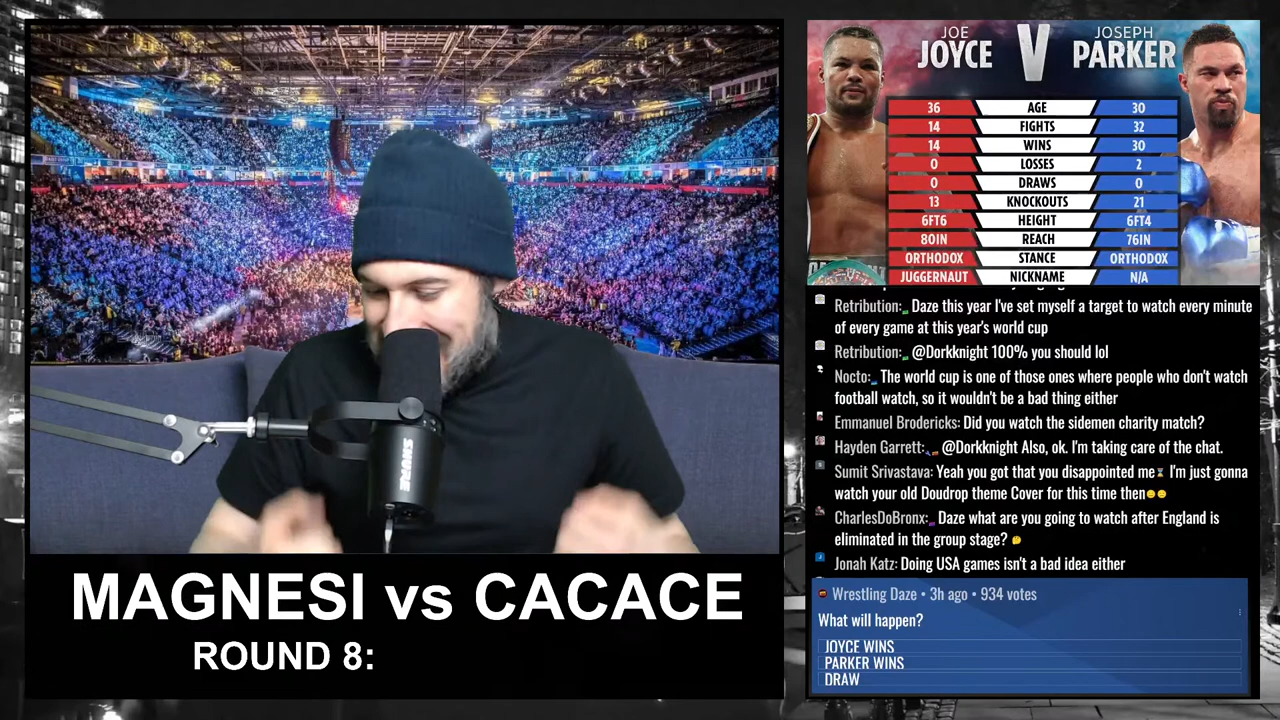 JOE JOYCE V JOSEPH PARKER
36 AGE 30
14 FIGHTS 32
14 WINS 30
0 LOSSES 2
0 DRAWS 0
13 KNOCKOUTS 21
6FT6 HEIGHT 6FT4
80IN REACH 76IN
ORTHODOX STANCE ORTHODOX
JUGGERNAUT NICKNAME N/A
Retribution: Daze this year I've set myself a target to watch every minute
of every game at this year's world cup
Retribution: @Dorkknight 100% you should lol
Nocto: The world cup is one of those ones where people who don't watch
football watch, so it wouldn't be a bad thing either
Emmanuel Brodericks: Did you watch the sidemen charity match?
Hayden Garrett: @Dorkknight Also, ok. I'm taking care of the chat.
Sumit Srivastava: Yeah you got that you disappointed me I'm just gonna
watch your old Doudrop theme Cover for this time then
CharlesDoBronx: Daze what are you going to watch after England is
eliminated in the group stage?
Jonah Katz: Doing USA games isn't a bad idea either
Wrestling Daze • 3h ago • 934 votes
What will happen?
JOYCE WINS
PARKER WINS
DRAW
SHURE
MAGNESI vs CACACE
ROUND 8: